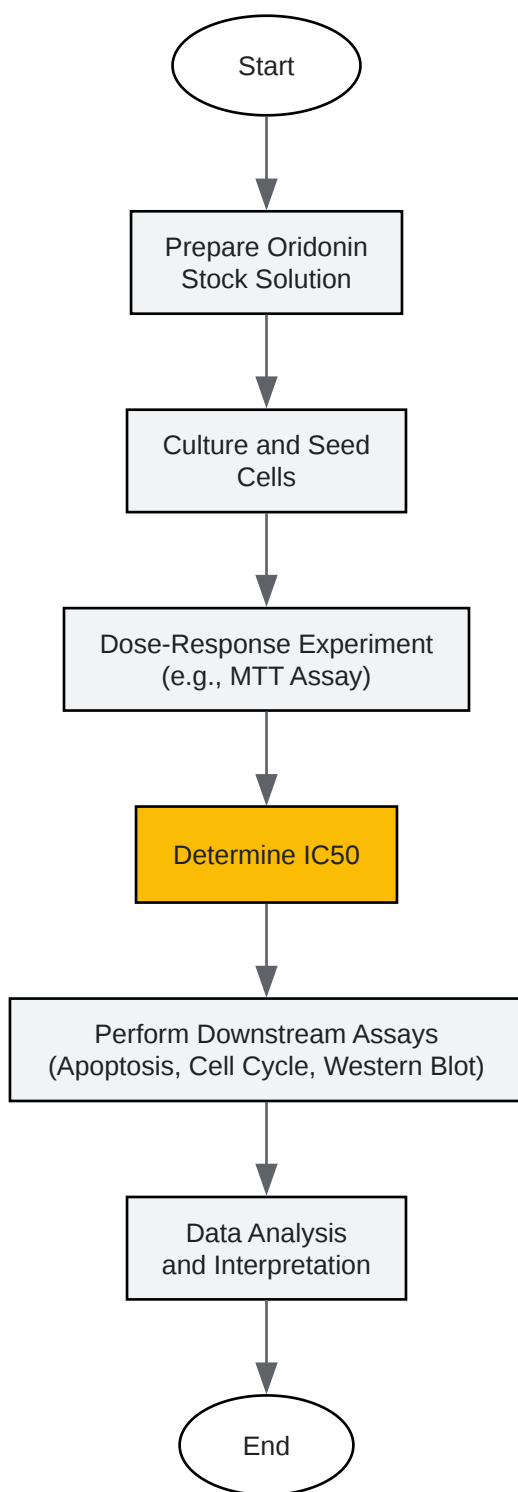 Start
Prepare Oridonin
Stock Solution
Culture and Seed
Cells
Dose-Response Experiment
(e.g., MTT Assay)
Determine IC50
Perform Downstream Assays
(Apoptosis, Cell Cycle, Western Blot)
Data Analysis
and Interpretation
End